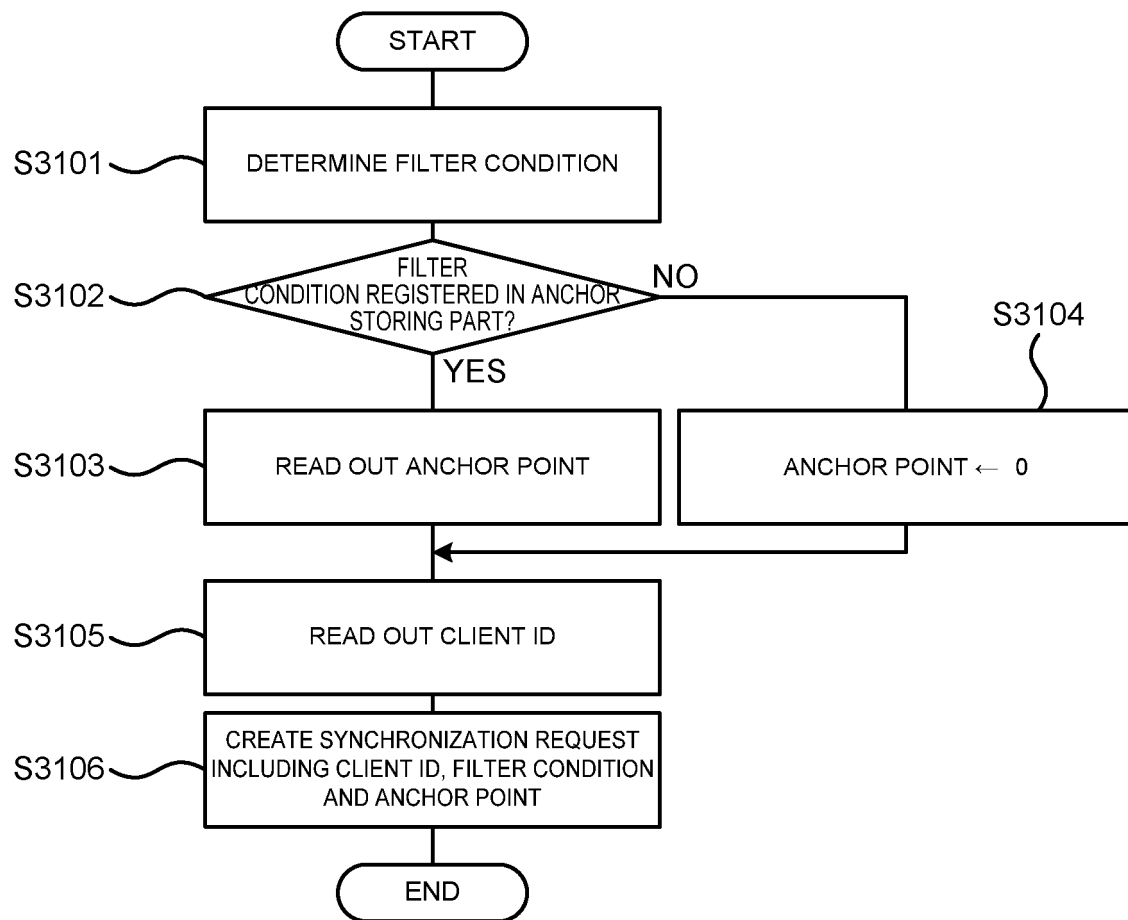 START
S3101
DETERMINE FILTER CONDITION
S3102
FILTER
CONDITION REGISTERED IN ANCHOR
STORING PART?
NO
YES
S3104
S3103
READ OUT ANCHOR POINT
ANCHOR POINT ← 0
S3105
READ OUT CLIENT ID
S3106
CREATE SYNCHRONIZATION REQUEST
INCLUDING CLIENT ID, FILTER CONDITION
AND ANCHOR POINT
END